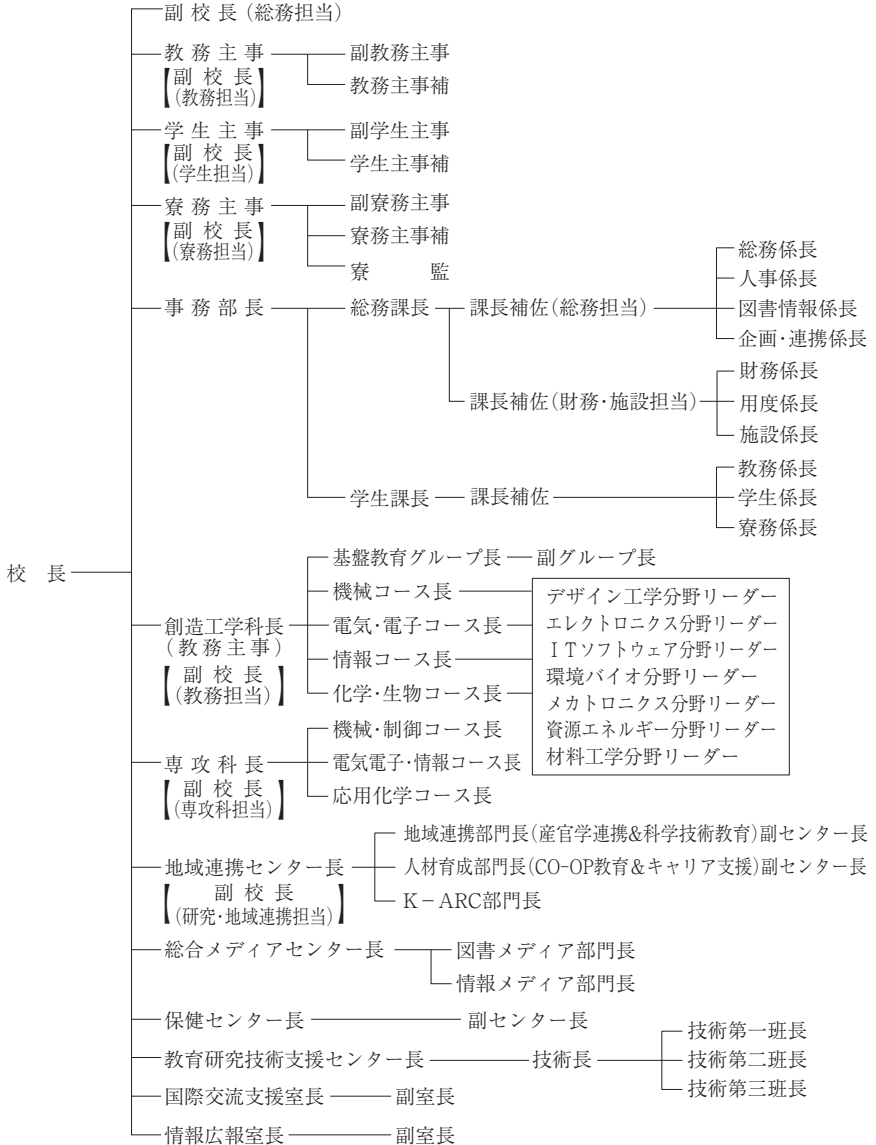 副校長(総務担当)
教務主事 副教務主事
【副校長(教務担当)】 教務主事補
学生主事 副学生主事
【副校長(学生担当)】 学生主事補
寮務主事 副寮務主事
【副校長(寮務担当)】 寮務主事補
寮監
総務係長
人事係長
事務部長 総務課長 課長補佐(総務担当) 図書情報係長
企画・連携係長
財務係長
課長補佐(財務・施設担当) 用度係長
施設係長
教務係長
学生課長 課長補佐 学生係長
寮務係長
校長
基盤教育グループ長 副グループ長
機械コース長 デザイン工学分野リーダー
創造工学科長 電気・電子コース長 エレクトロニクス分野リーダー
(教務主事) 情報コース長 ITソフトウェア分野リーダー
【副校長(教務担当)】 環境バイオ分野リーダー
化学・生物コース長 メカトロニクス分野リーダー
機械・制御コース長 資源エネルギー分野リーダー
専攻科長 電気電子・情報コース長 材料工学分野リーダー
【副校長(専攻科担当)】 応用化学コース長
地域連携部門長(産官学連携&科学技術教育)副センター長
地域連携センター長 人材育成部門長(CO-OP教育&キャリア支援)副センター長
【副校長(研究・地域連携担当)】 K-ARC部門長
総合メディアセンター長 図書メディア部門長
情報メディア部門長
保健センター長 副センター長
技術第一班長
教育研究技術支援センター長 技術長 技術第二班長
技術第三班長
国際交流支援室長 副室長
情報広報室長 副室長